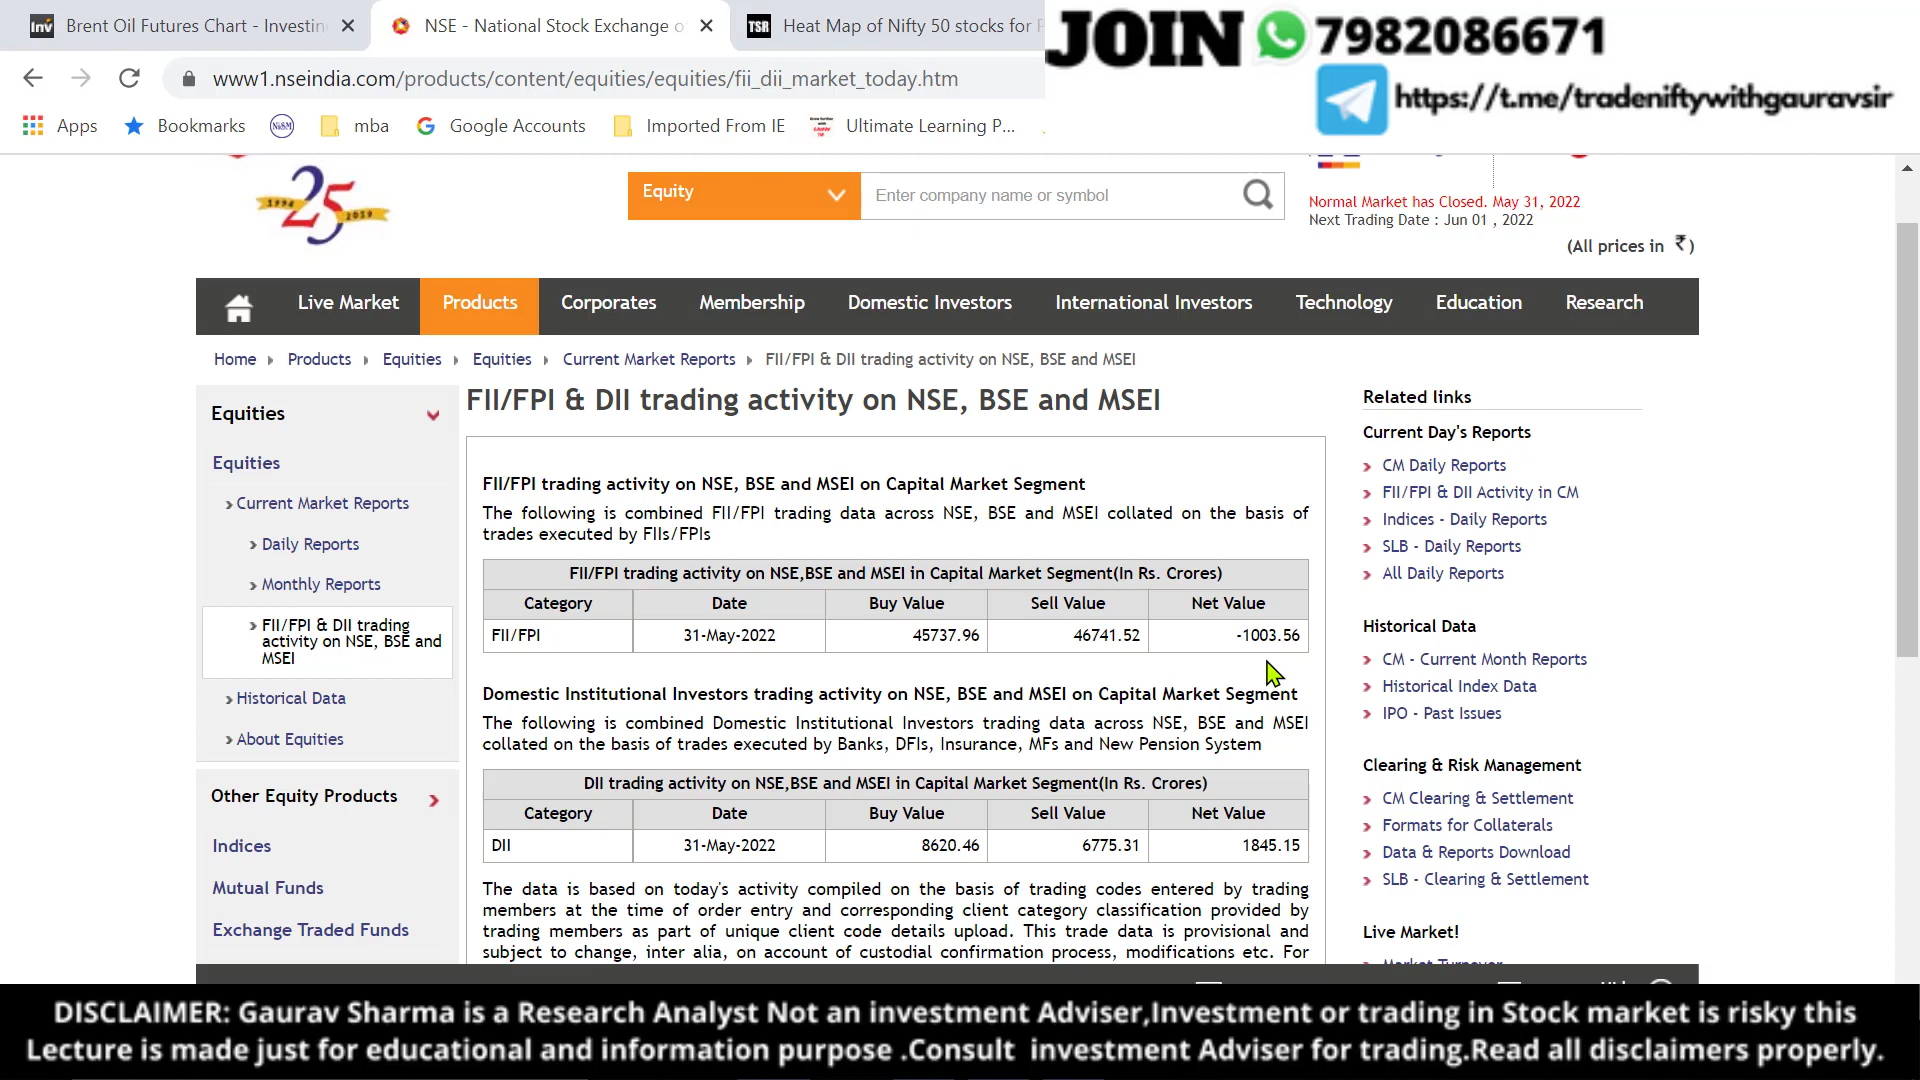 Brent Oil Futures Chart - Investin
NSE - National Stock Exchange o
TSR Heat Map of Nifty 50 stocks for
JOIN 7982086671
https://t.me/tradeniftywithgauravsir
www1.nseindia.com/products/content/equities/equities/fii_dii_market_today.htm
Apps Bookmarks mba Google Accounts Imported From IE Ultimate Learning P...
1994 25 2019
Equity
Enter company name or symbol
Normal Market has Closed. May 31, 2022
Next Trading Date : Jun 01 , 2022
(All prices in ₹)
Live Market Products Corporates Membership Domestic Investors International Investors Technology Education Research
Home Products Equities Equities Current Market Reports FII/FPI & DII trading activity on NSE, BSE and MSEI
Equities
Equities
Current Market Reports
Daily Reports
Monthly Reports
FII/FPI & DII trading
activity on NSE, BSE and
MSEI
Historical Data
About Equities
Other Equity Products
Indices
Mutual Funds
Exchange Traded Funds
FII/FPI & DII trading activity on NSE, BSE and MSEI
FII/FPI trading activity on NSE, BSE and MSEI on Capital Market Segment
The following is combined FII/FPI trading data across NSE, BSE and MSEI collated on the basis of
trades executed by FIIs/FPIs
FII/FPI trading activity on NSE,BSE and MSEI in Capital Market Segment(In Rs. Crores)
Category Date Buy Value Sell Value Net Value
FII/FPI 31-May-2022 45737.96 46741.52 -1003.56
Domestic Institutional Investors trading activity on NSE, BSE and MSEI on Capital Market Segment
The following is combined Domestic Institutional Investors trading data across NSE, BSE and MSEI
collated on the basis of trades executed by Banks, DFIs, Insurance, MFs and New Pension System
DII trading activity on NSE,BSE and MSEI in Capital Market Segment(In Rs. Crores)
Category Date Buy Value Sell Value Net Value
DII 31-May-2022 8620.46 6775.31 1845.15
The data is based on today's activity compiled on the basis of trading codes entered by trading
members at the time of order entry and corresponding client category classification provided by
trading members as part of unique client code details upload. This trade data is provisional and
subject to change, inter alia, on account of custodial confirmation process, modifications etc. For
Related links
Current Day's Reports
CM Daily Reports
FII/FPI & DII Activity in CM
Indices - Daily Reports
SLB - Daily Reports
All Daily Reports
Historical Data
CM - Current Month Reports
Historical Index Data
IPO - Past Issues
Clearing & Risk Management
CM Clearing & Settlement
Formats for Collaterals
Data & Reports Download
SLB - Clearing & Settlement
Live Market!
DISCLAIMER: Gaurav Sharma is a Research Analyst Not an investment Adviser,Investment or trading in Stock market is risky this
Lecture is made just for educational and information purpose .Consult investment Adviser for trading.Read all disclaimers properly.